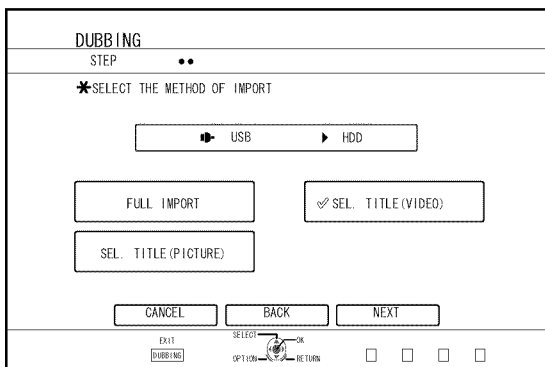 DUBBING
STEP
*SELECT THE METHOD OF IMPORT
USB HDD
FULL IMPORT
SEL. TITLE(VIDEO)
SEL. TITLE(PICTURE)
CANCEL BACK NEXT
EXIT
DUBBING
SELECT
OK
OPTION
RETURN